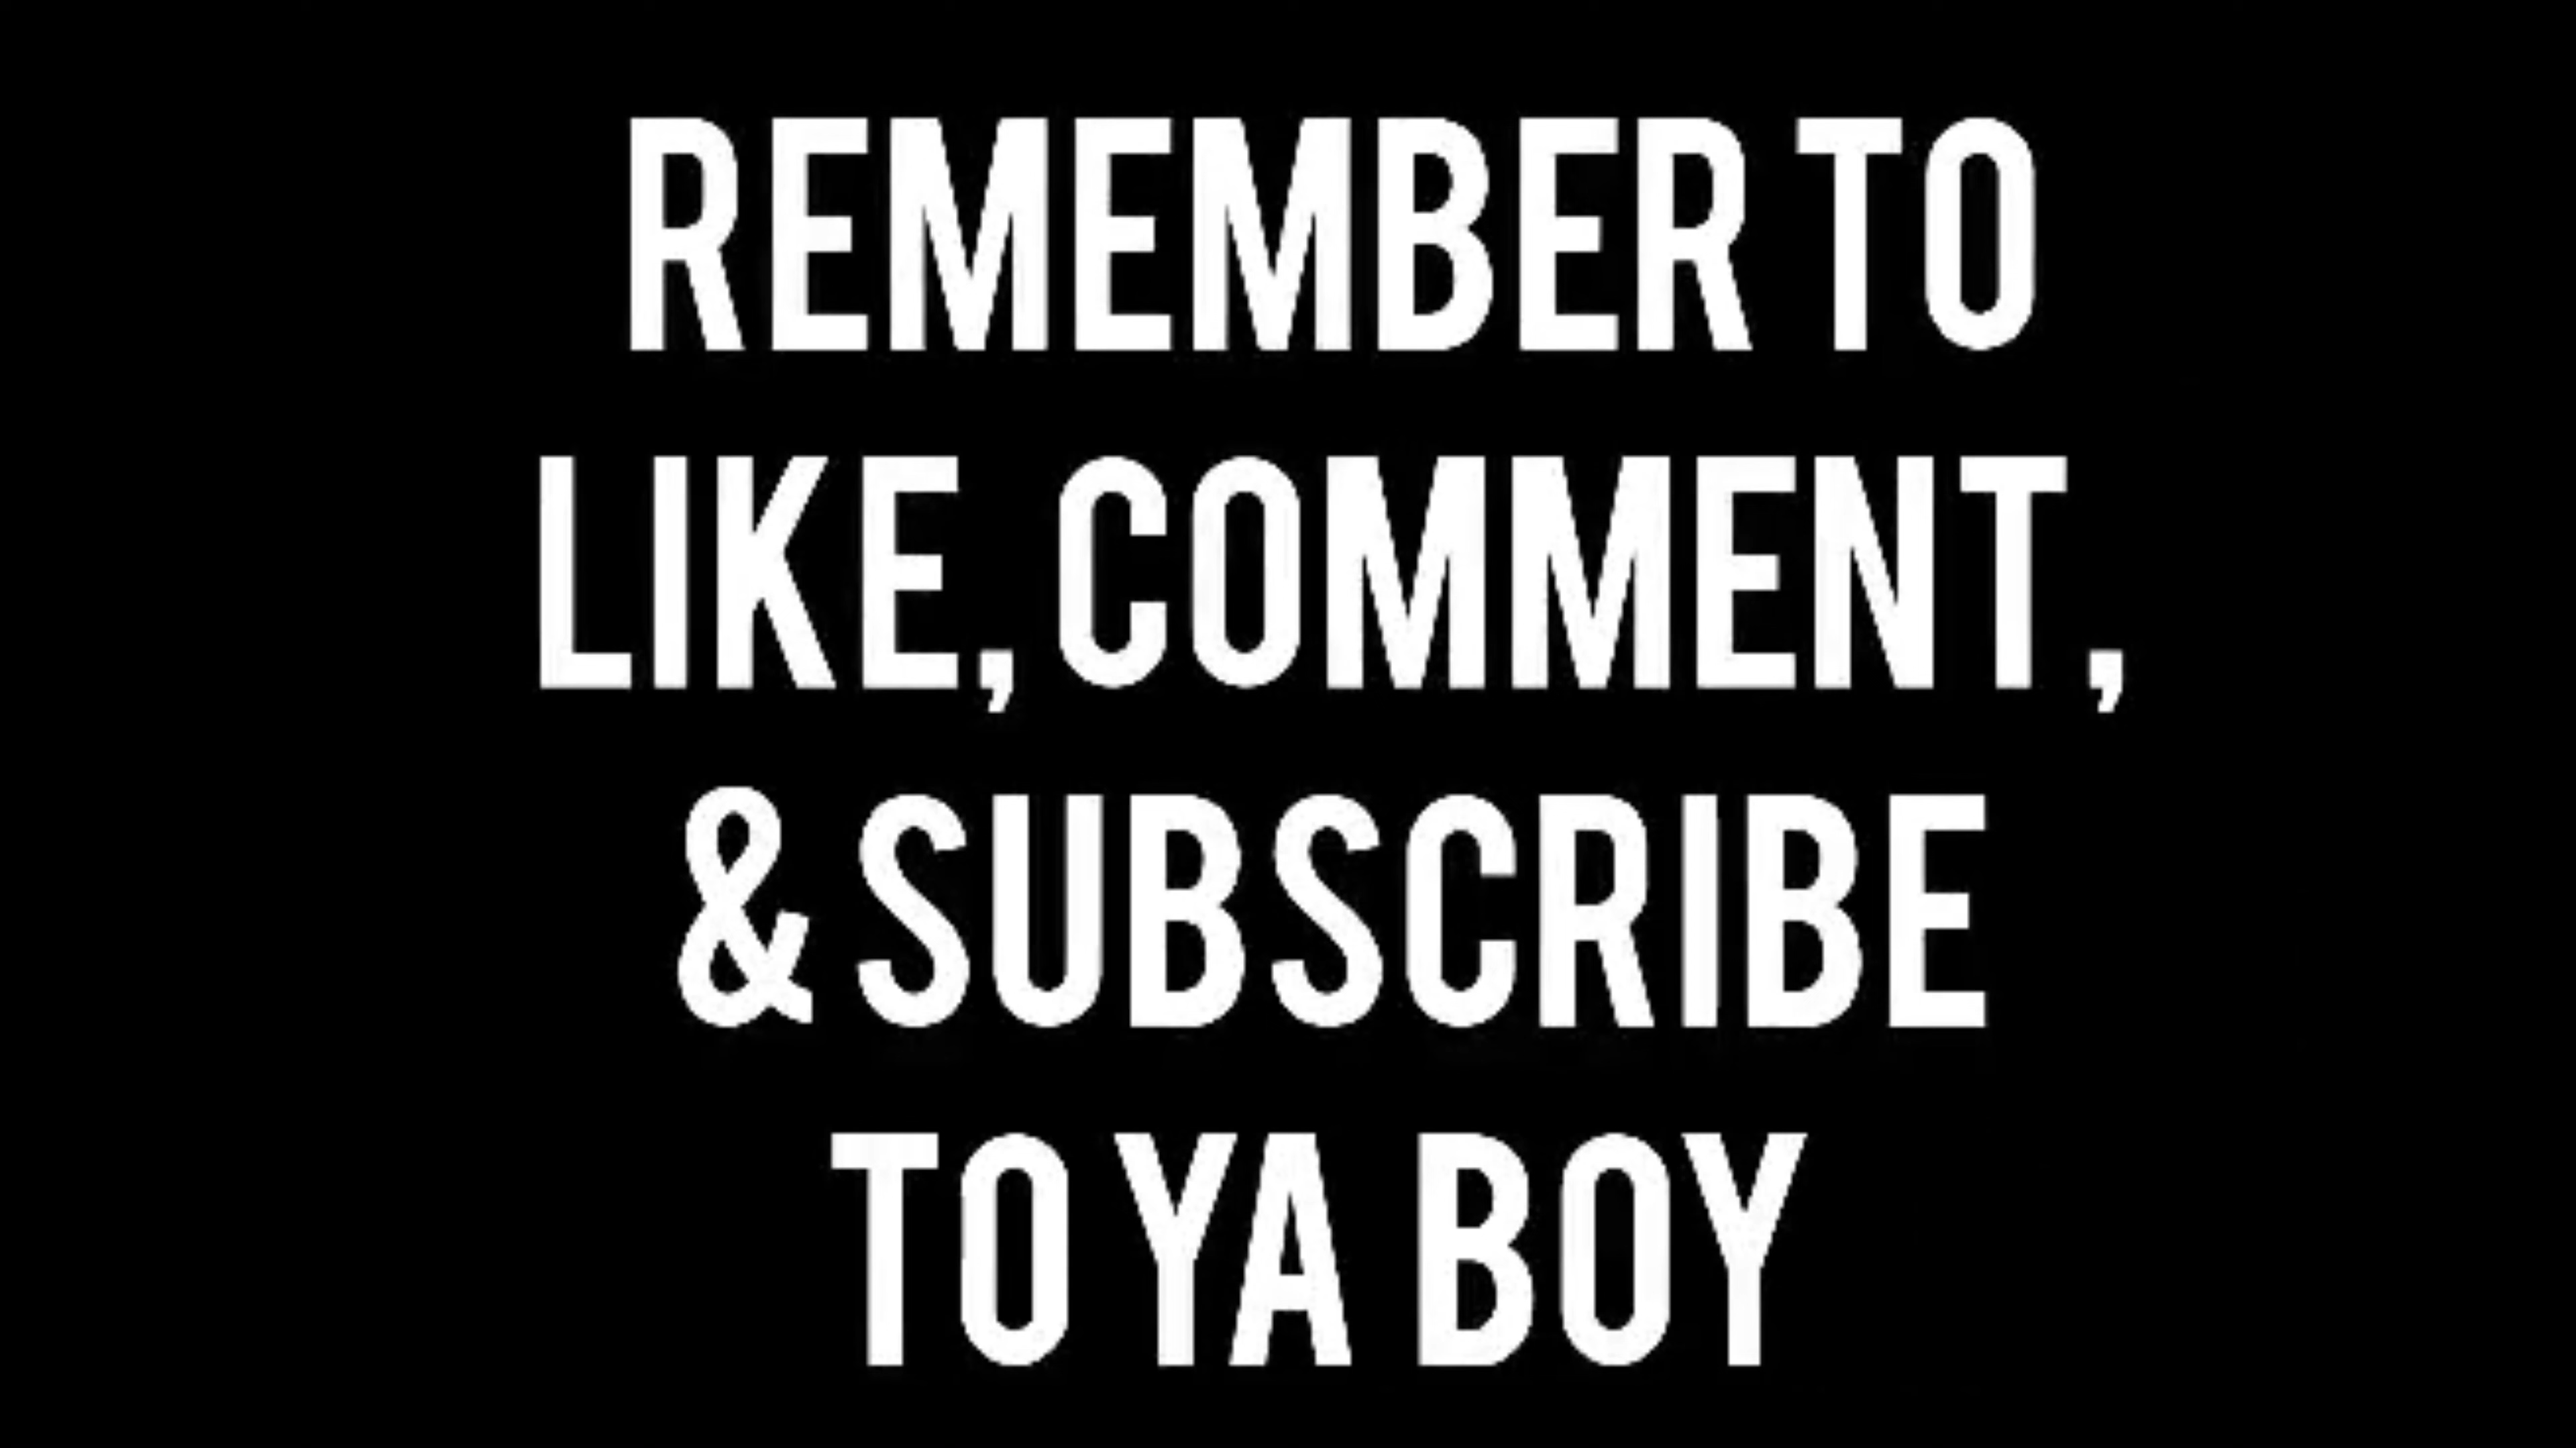 REMEMBER TO
LIKE, COMMENT,
& SUBSCRIBE
TO YA BOY